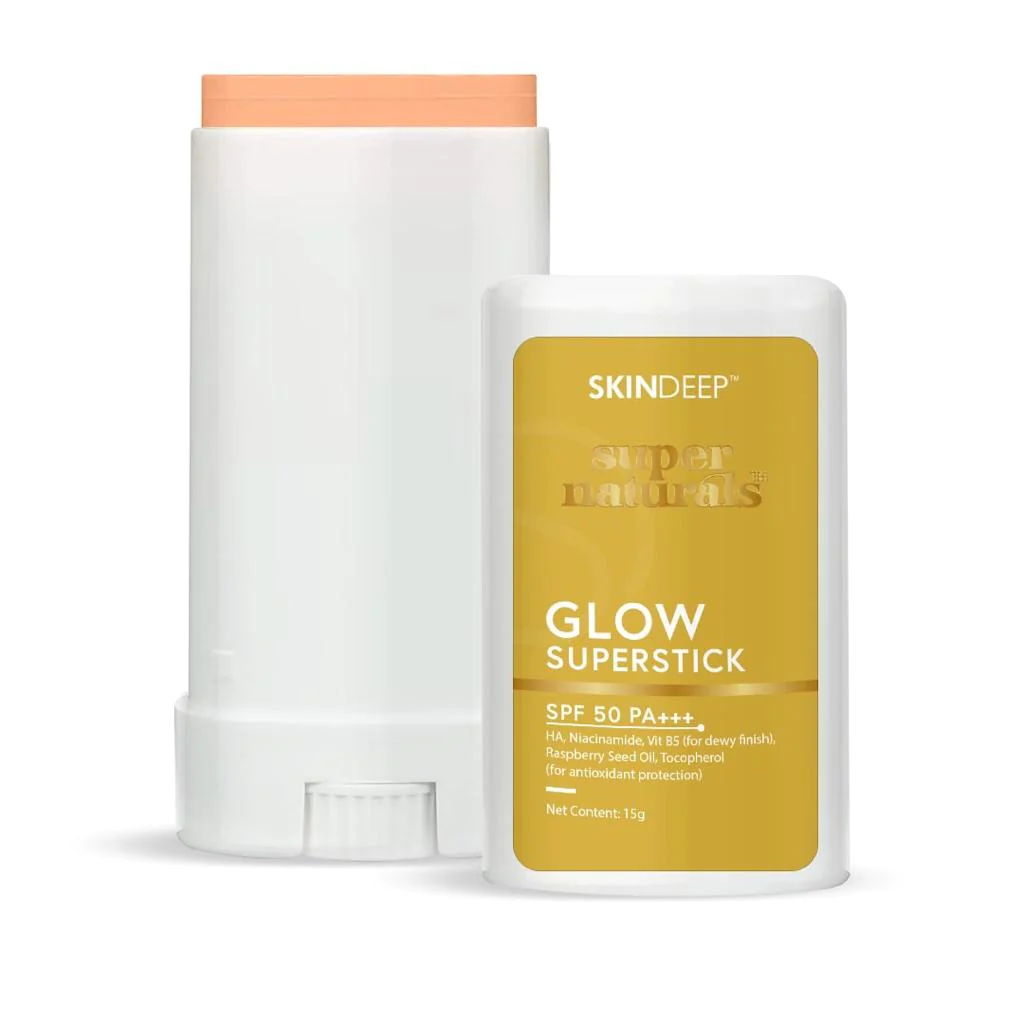 SKINDEEP™
super
naturals™
GLOW
SUPERSTICK
SPF 50 PA+++
HA, Niacinamide, Vit B5 (for dewy finish),
Raspberry Seed Oil, Tocopherol
(for antioxidant protection)
Net Content: 15g